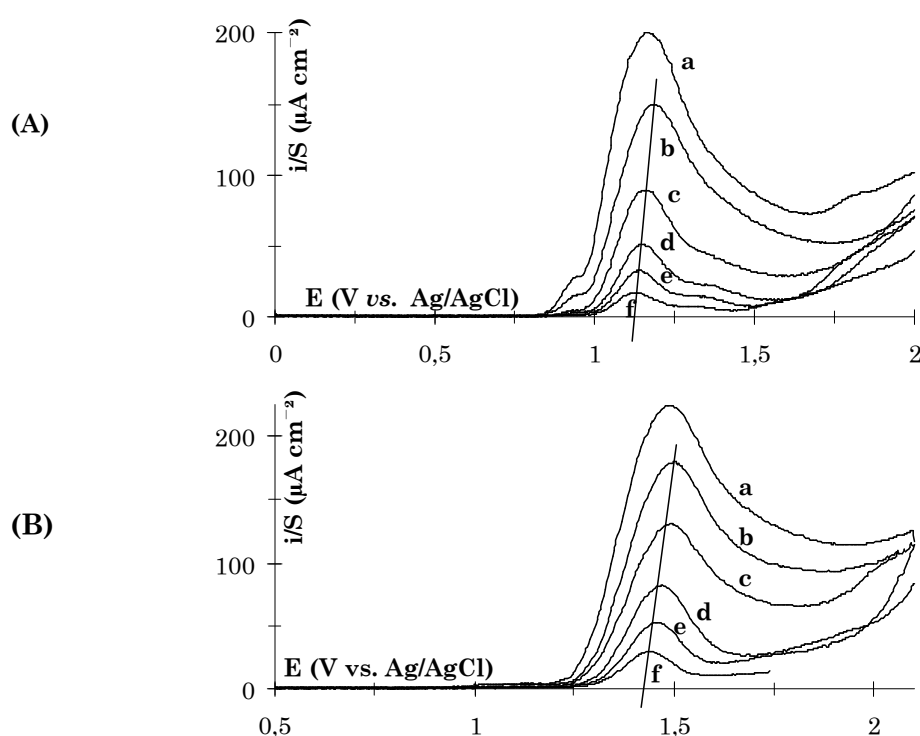 (A)
i/S (µA cm⁻²)
200
100
0
a
b
c
d
e
f
E (V vs. Ag/AgCl)
0 0,5 1 1,5 2
(B)
i/S (µA cm⁻²)
200
100
0
a
b
c
d
e
f
E (V vs. Ag/AgCl)
0,5 1 1,5 2